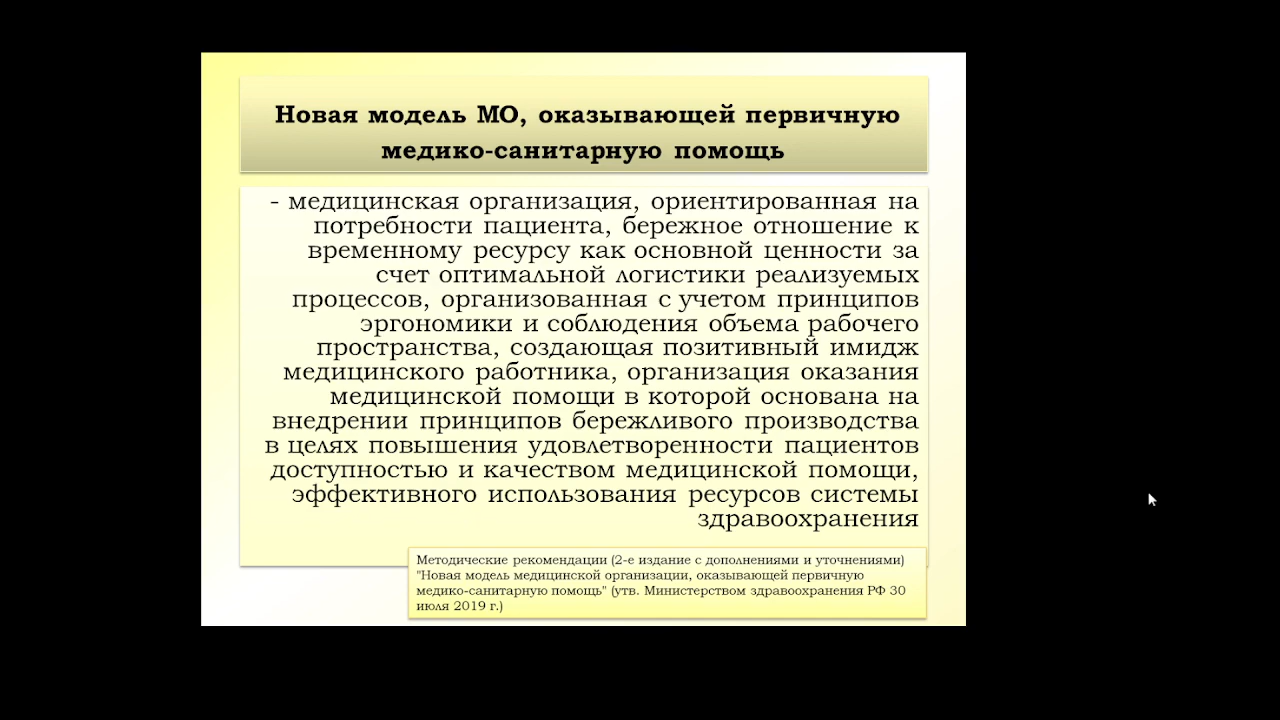 Новая модель МО, оказывающей первичную
медико-санитарную помощь
- медицинская организация, ориентированная на
потребности пациента, бережное отношение к
временному ресурсу как основной ценности за
счет оптимальной логистики реализуемых
процессов, организованная с учетом принципов
эргономики и соблюдения объема рабочего
пространства, создающая позитивный имидж
медицинского работника, организация оказания
медицинской помощи в которой основана на
внедрении принципов бережливого производства
в целях повышения удовлетворенности пациентов
доступностью и качеством медицинской помощи,
эффективного использования ресурсов системы
здравоохранения
Методические рекомендации (2-е издание с дополнениями и уточнениями)
"Новая модель медицинской организации, оказывающей первичную
медико-санитарную помощь" (утв. Министерством здравоохранения РФ 30
июля 2019 г.)